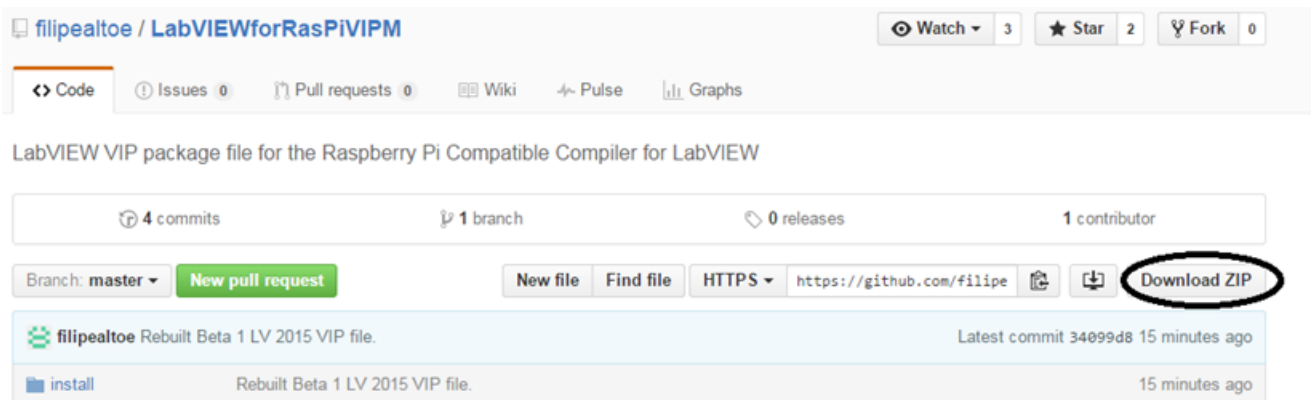 filipealtoe / LabVIEWforRasPiVIPM Watch 3 Star 2 Fork 0
Code Issues 0 Pull requests 0 Wiki Pulse Graphs
LabVIEW VIP package file for the Raspberry Pi Compatible Compiler for LabVIEW
4 commits 1 branch 0 releases 1 contributor
Branch: master New pull request New file Find file HTTPS https://github.com/filipe Download ZIP
filipealtoe Rebuilt Beta 1 LV 2015 VIP file. Latest commit 34099d8 15 minutes ago
install Rebuilt Beta 1 LV 2015 VIP file. 15 minutes ago